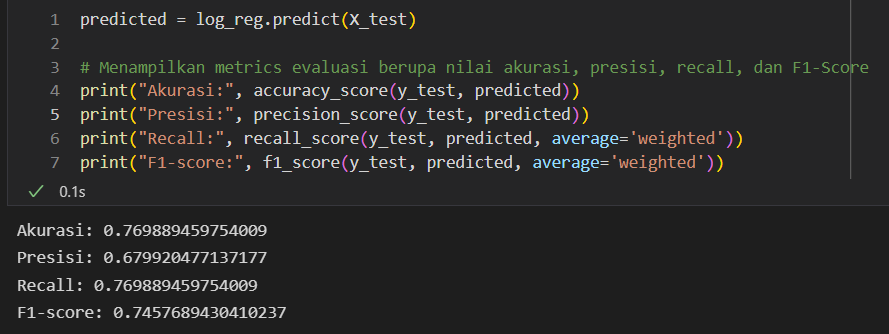 1 predicted = log_reg.predict(X_test)
2
3 # Menampilkan metrics evaluasi berupa nilai akurasi, presisi, recall, dan F1-Score
4 print("Akurasi:", accuracy_score(y_test, predicted))
5 print("Presisi:", precision_score(y_test, predicted))
6 print("Recall:", recall_score(y_test, predicted, average='weighted'))
7 print("F1-score:", f1_score(y_test, predicted, average='weighted'))
✓ 0.1s
Akurasi: 0.769889459754009
Presisi: 0.679920477137177
Recall: 0.769889459754009
F1-score: 0.7457689430410237